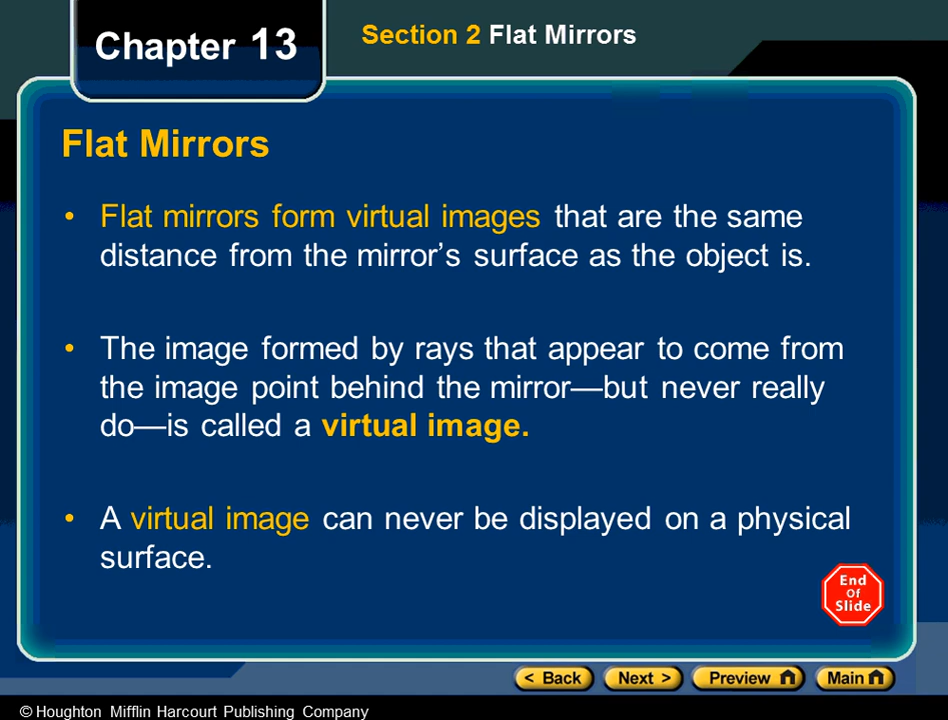 Chapter 13
Section 2 Flat Mirrors
Flat Mirrors
• Flat mirrors form virtual images that are the same
distance from the mirror’s surface as the object is.
• The image formed by rays that appear to come from
the image point behind the mirror—but never really
do—is called a virtual image.
• A virtual image can never be displayed on a physical
surface.
End
Of
Slide
< Back Next > Preview Main
© Houghton Mifflin Harcourt Publishing Company